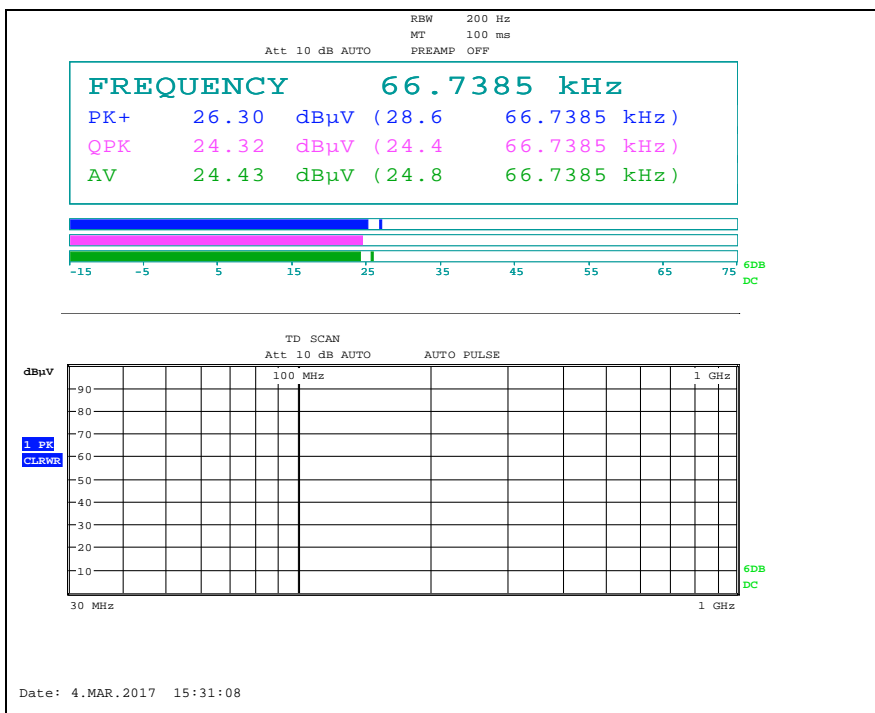 RBW 200 Hz
MT 100 ms
Att 10 dB AUTO PREAMP OFF
FREQUENCY 66.7385 kHz
PK+ 26.30 dBµV (28.6 66.7385 kHz)
QPK 24.32 dBµV (24.4 66.7385 kHz)
AV 24.43 dBµV (24.8 66.7385 kHz)
-15 -5 5 15 25 35 45 55 65 75
6DB
DC
TD SCAN
Att 10 dB AUTO AUTO PULSE
dBµV
100 MHz 1 GHz
90
80
70
1 PK
CLRWR
60
50
40
30
20
10
6DB
DC
30 MHz 1 GHz
Date: 4.MAR.2017 15:31:08